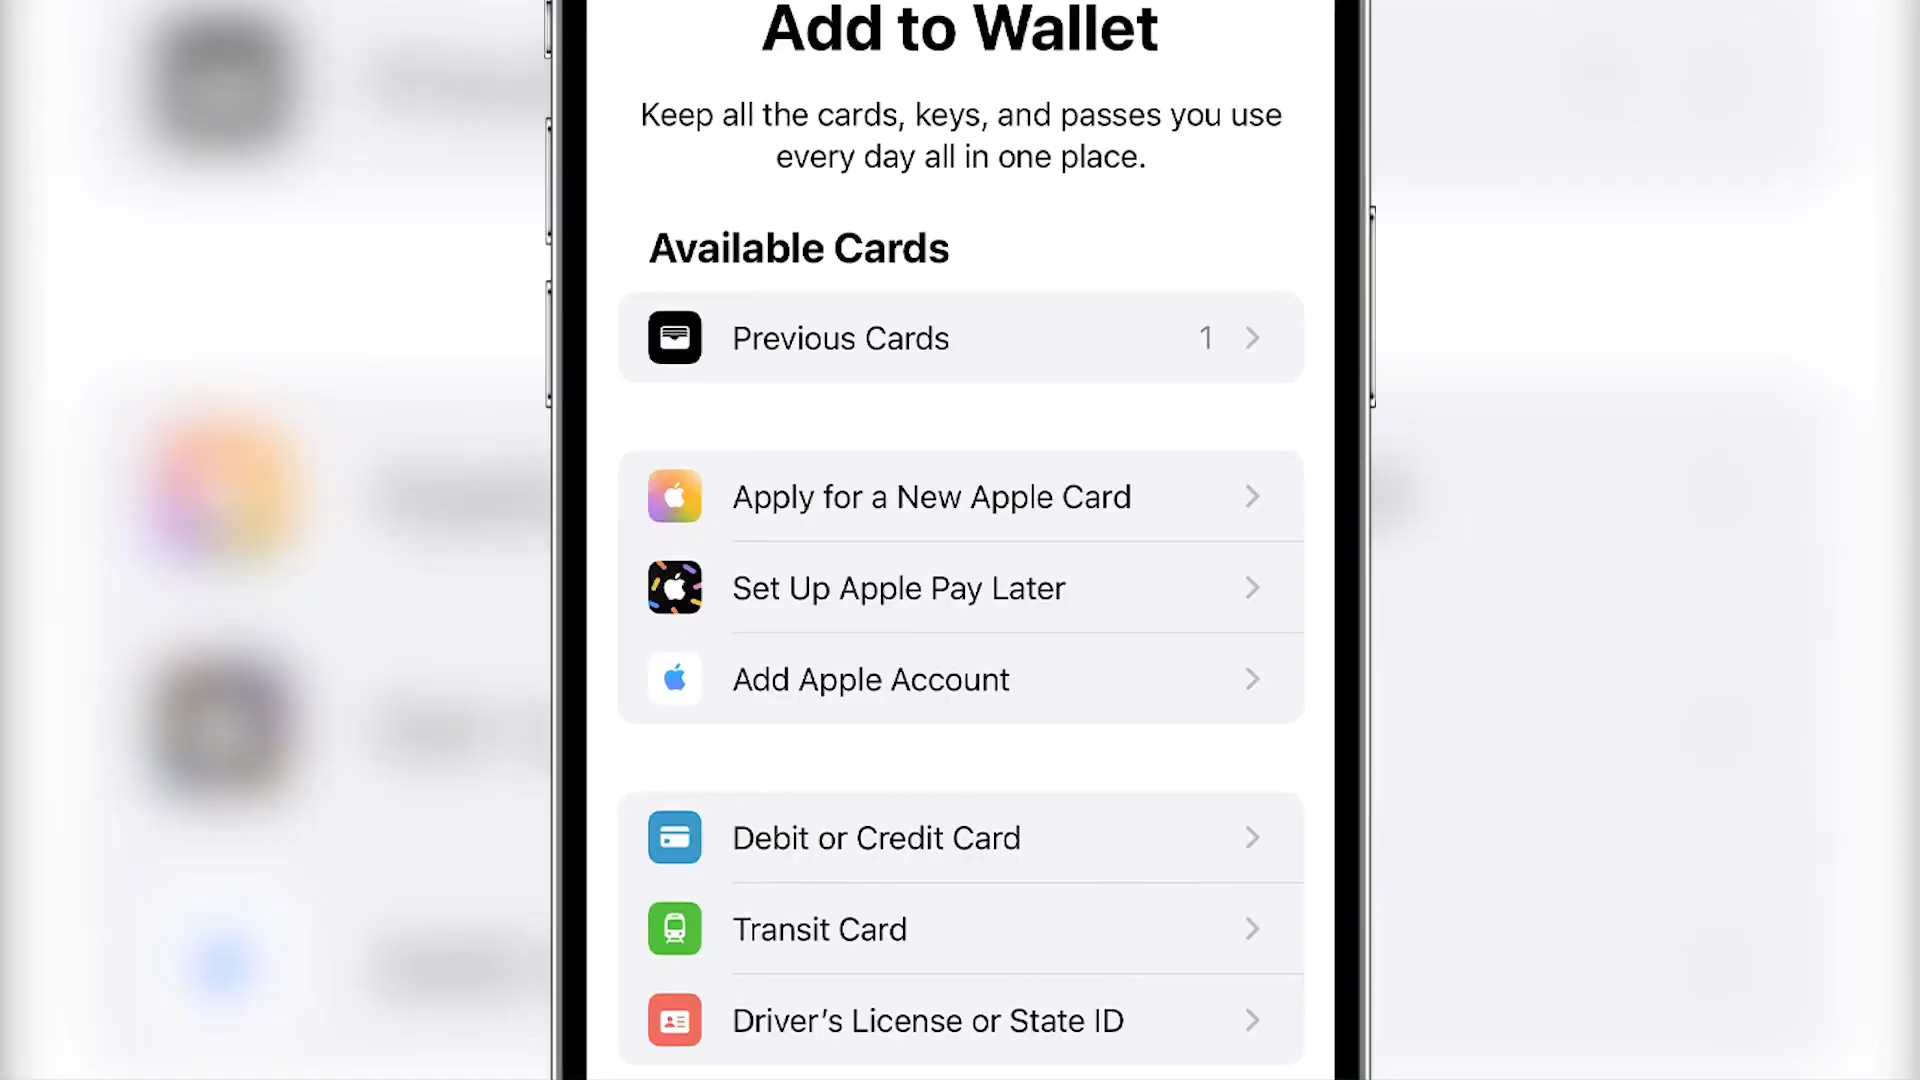 Add to Wallet
Keep all the cards, keys, and passes you use
every day all in one place.
Available Cards
Previous Cards 1
Apply for a New Apple Card
Set Up Apple Pay Later
Add Apple Account
Debit or Credit Card
Transit Card
Driver’s License or State ID